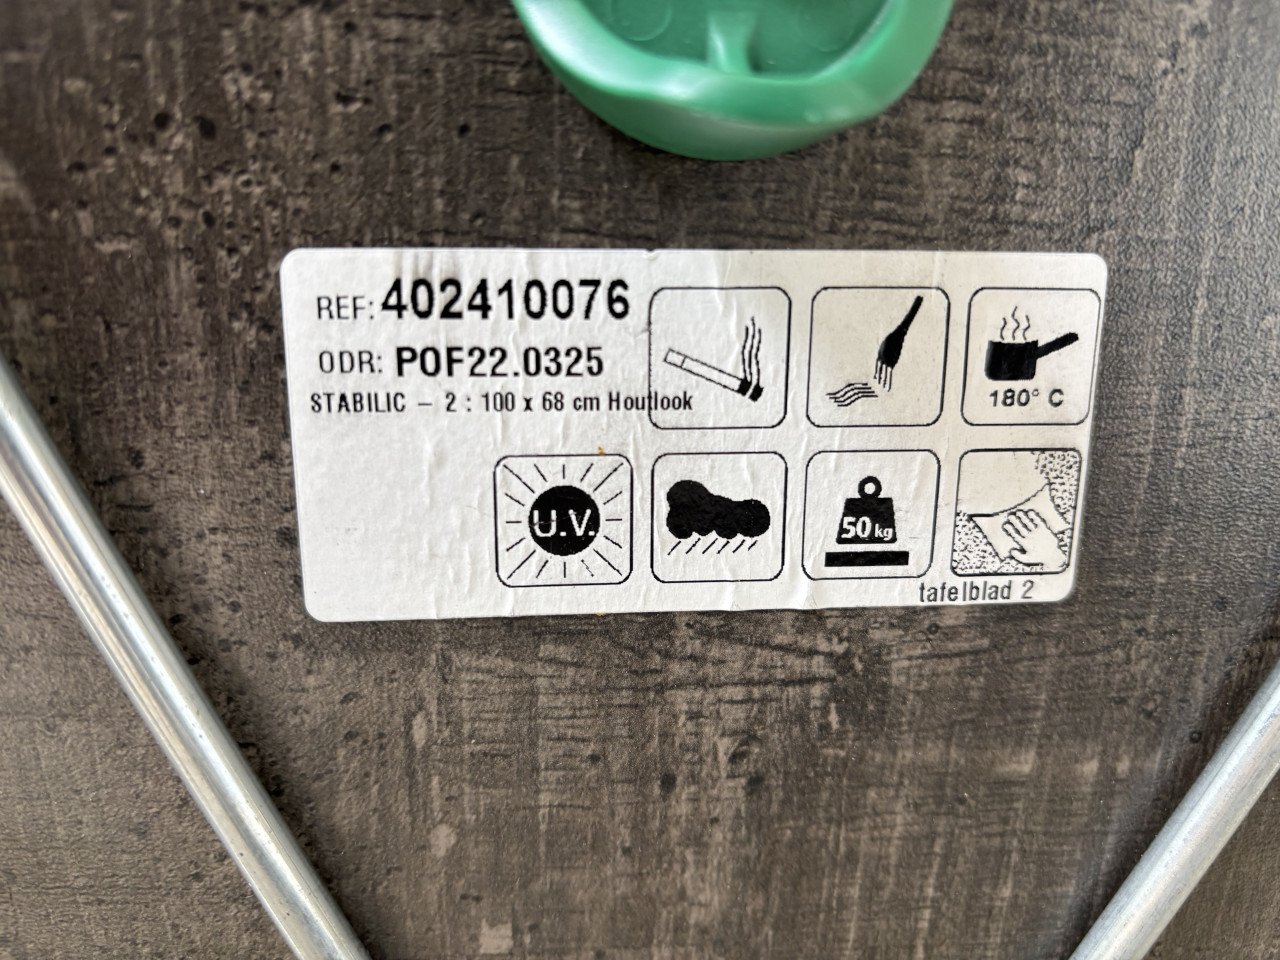 REF: 402410076
ODR: POF22.0325
STABILIC – 2 : 100 x 68 cm Houtlook
180° C
U.V.
50 kg
tafelblad 2